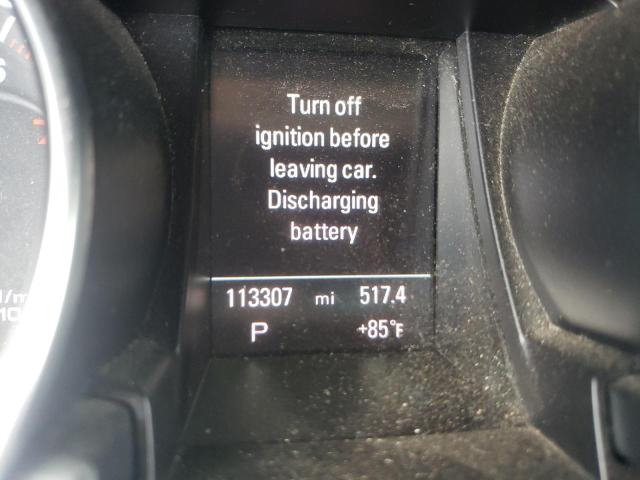 Turn off
ignition before
leaving car.
Discharging
battery
113307 mi 517.4
P +85°F